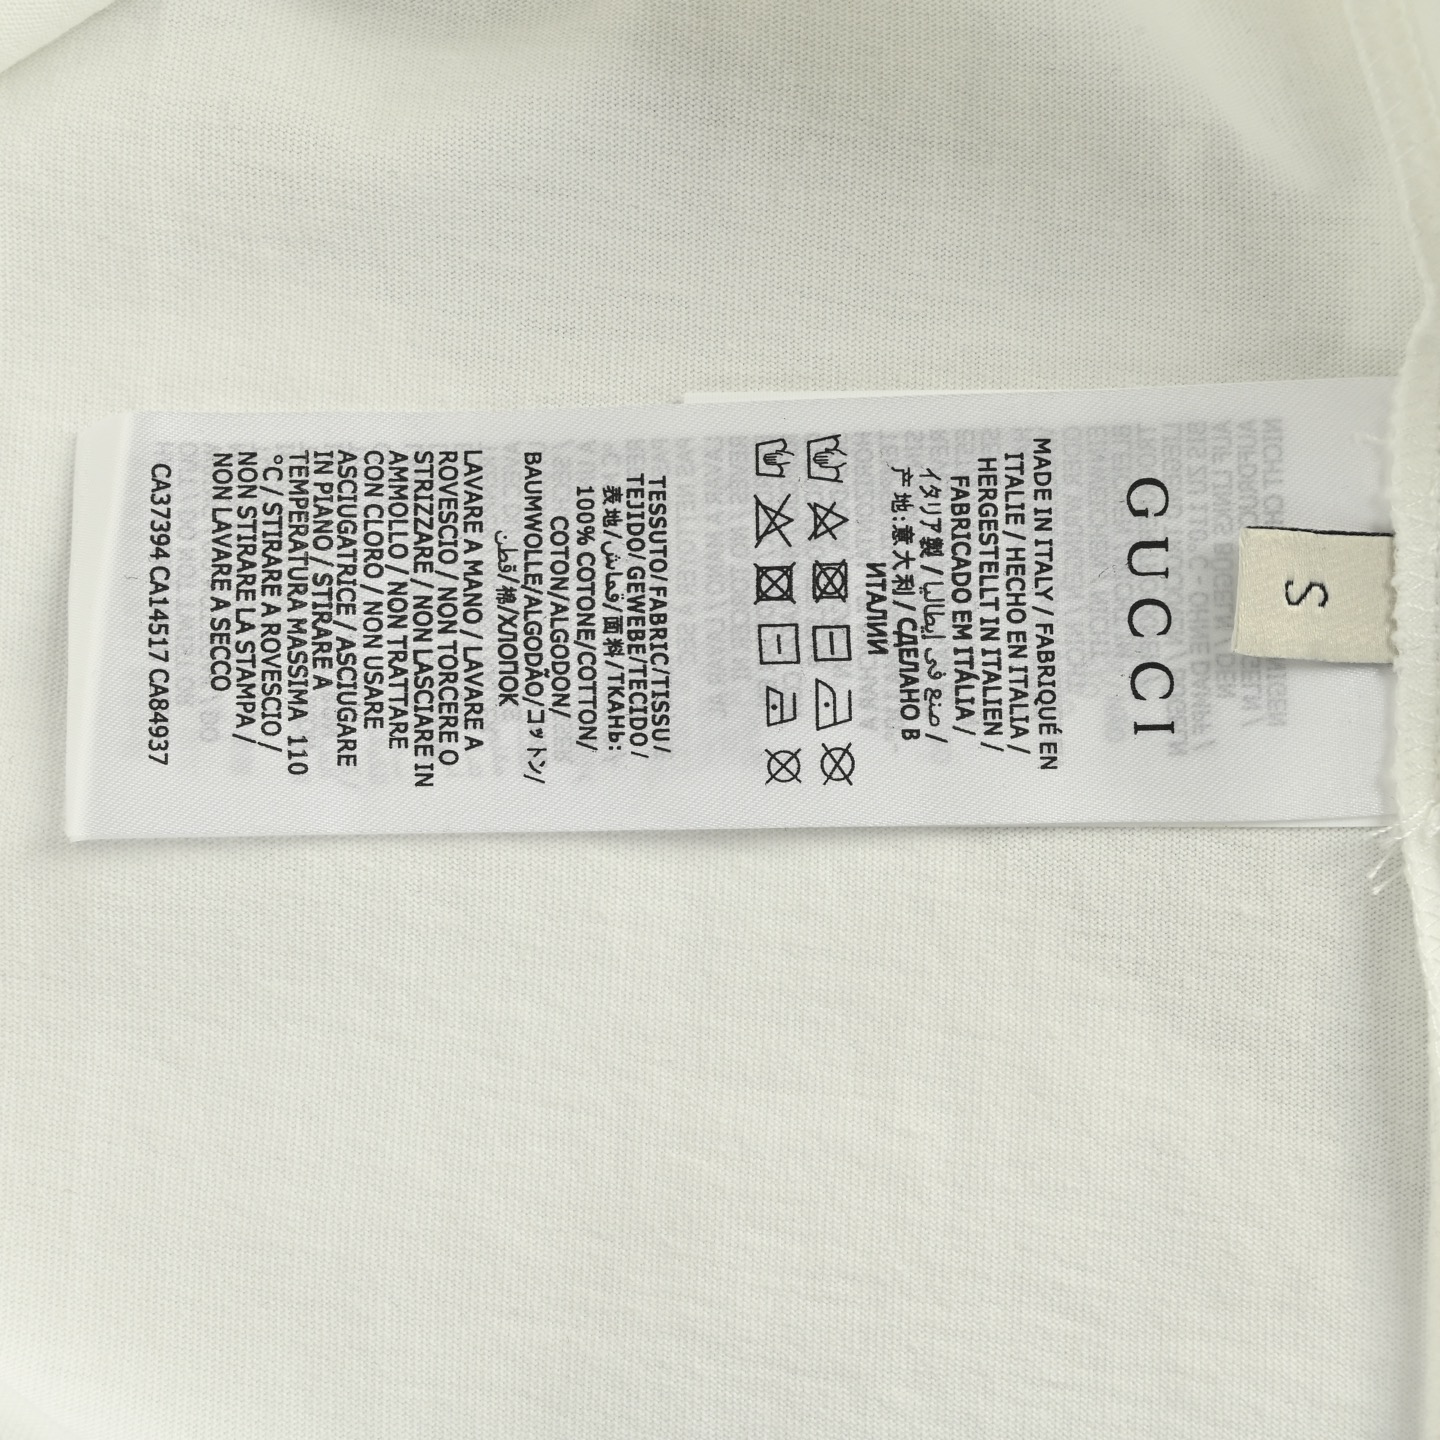 S
GUCCI
MADE IN ITALY / FABRIQUÉ EN
ITALIE / HECHO EN ITALIA /
HERGESTELLT IN ITALIEN /
FABRICADO EM ITÁLIA /
イタリア製 / صنع في إيطاليا /
产地:意大利 / СДЕЛАНО В
ИТАЛИИ
TESSUTO/FABRIC/TISSU/
TEJIDO/GEWEBE/TECIDO/
表地/قماش/面料/ТКАНЬ:
100% COTONE/COTTON/
COTON/ALGODON/
BAUMWOLLE/ALGODÃO/コットン/
قطن/棉/ХЛОПОК
LAVARE A MANO / LAVARE A
ROVESCIO / NON TORCERE O
STRIZZARE / NON LASCIARE IN
AMMOLLO / NON TRATTARE
CON CLORO / NON USARE
ASCIUGATRICE / ASCIUGARE
IN PIANO / STIRARE A
TEMPERATURA MASSIMA 110
°C / STIRARE A ROVESCIO /
NON STIRARE LA STAMPA /
NON LAVARE A SECCO
CA37394 CA14517 CA84937